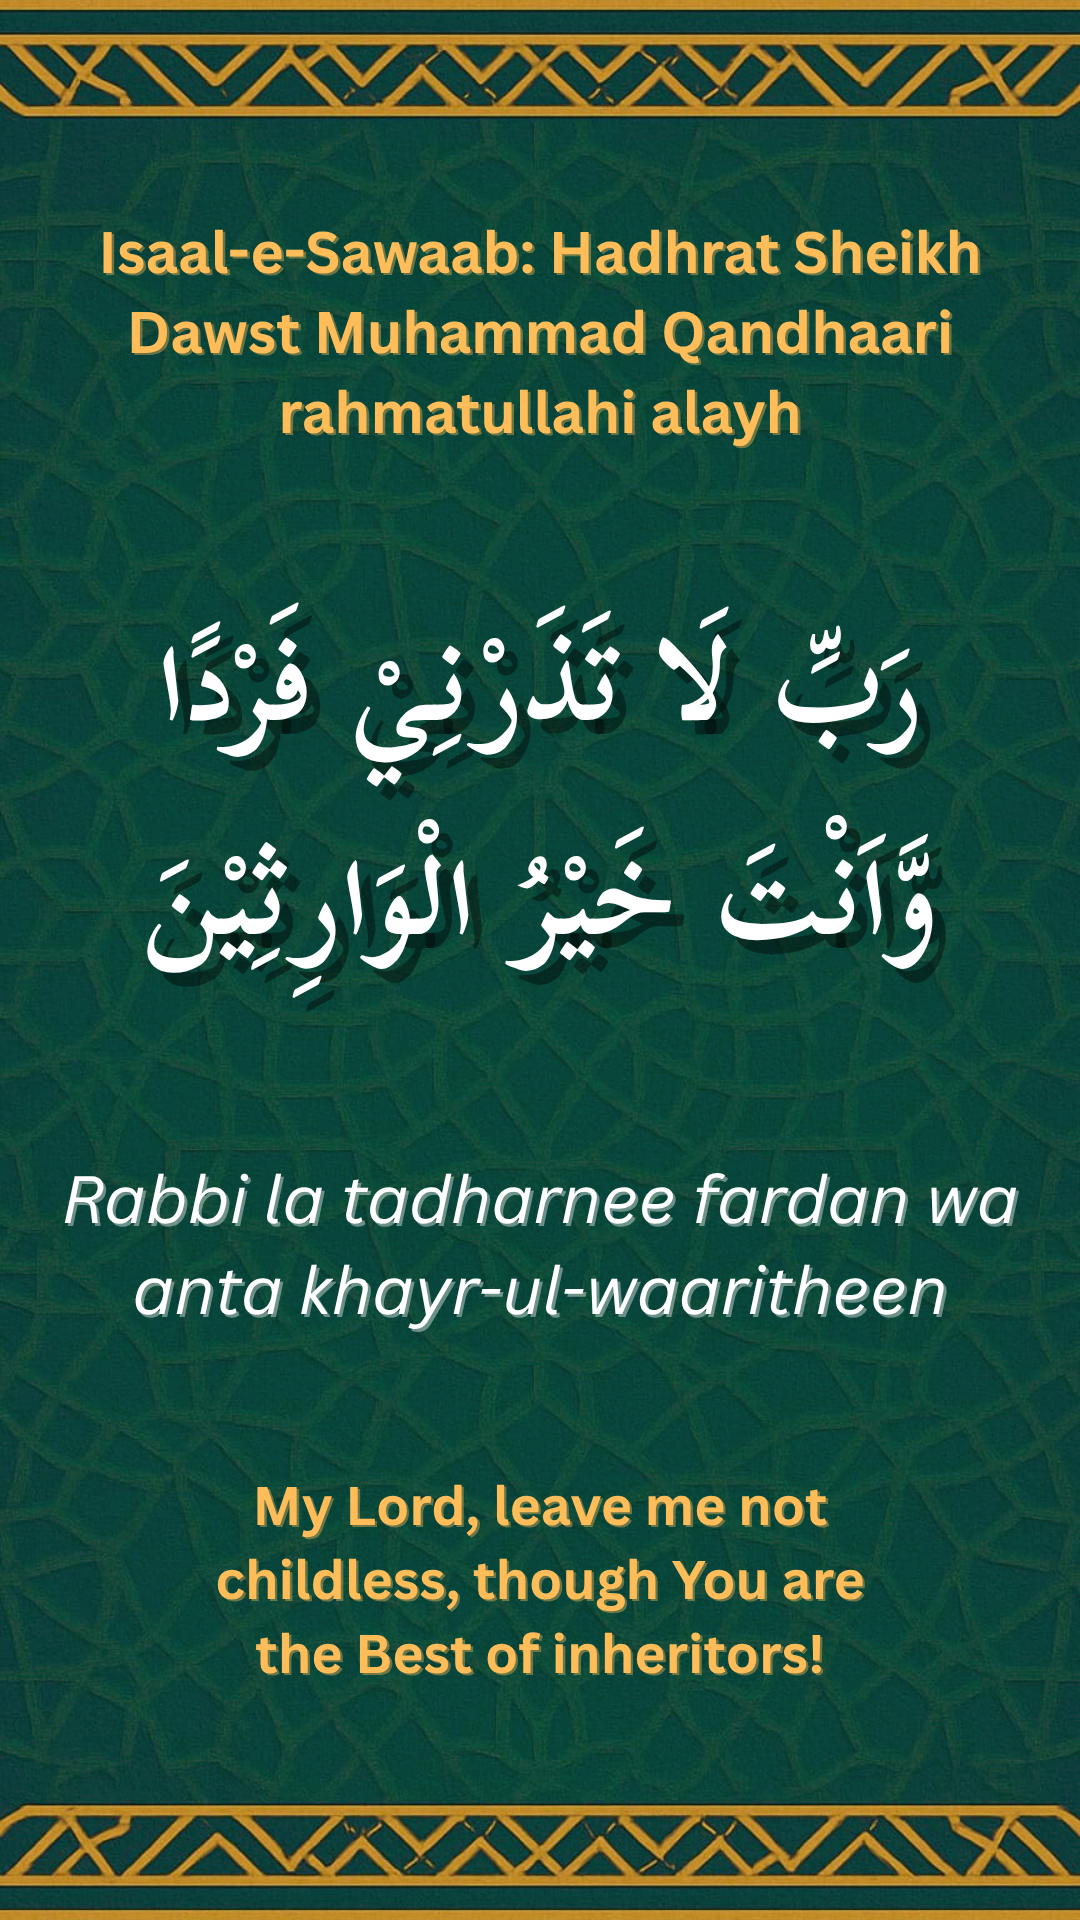 Isaal-e-Sawaab: Hadhrat Sheikh
Dawst Muhammad Qandhaari
rahmatullahi alayh
رَبِّ لَا تَذَرْنِيْ فَرْدًا
وَّاَنْتَ خَيْرُ الْوَارِثِيْنَ
Rabbi la tadharnee fardan wa
anta khayr-ul-waaritheen
My Lord, leave me not
childless, though You are
the Best of inheritors!